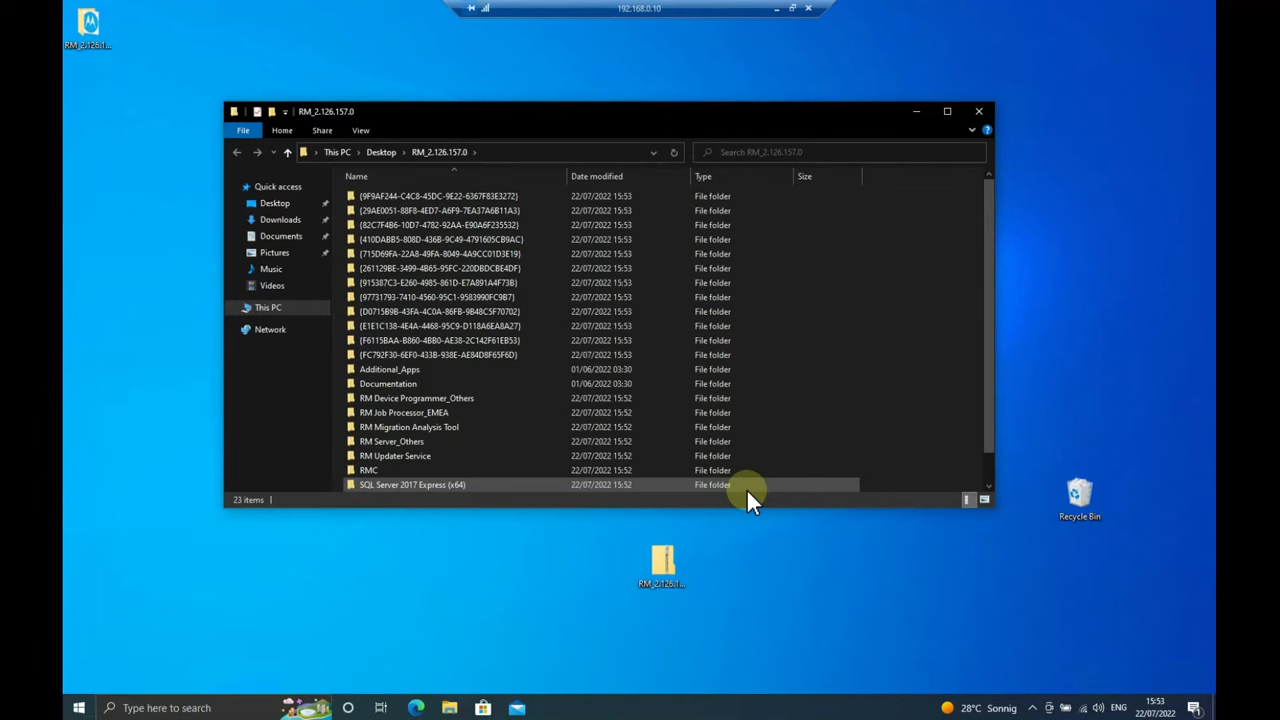 192.168.0.10
RM_2.126.1...
RM_2.126.157.0
File
Home
Share
View
This PC
Desktop
RM_2.126.157.0
Search RM_2.126.157.0
Name
Date modified
Type
Size
Quick access
Desktop
Downloads
Documents
Pictures
Music
Videos
This PC
Network
{9F9AF244-C4C8-45DC-9E22-6367F83E3272} 22/07/2022 15:53 File folder
{29AE0051-88F8-4ED7-A6F9-7EA37A6B11A3} 22/07/2022 15:53 File folder
{82C7F4B6-10D7-4782-92AA-E90A6F235532} 22/07/2022 15:53 File folder
{410DABB5-808D-436B-9C49-4791605CB9AC} 22/07/2022 15:53 File folder
{715D69FA-22A8-49FA-8049-4A9CC01D3E19} 22/07/2022 15:53 File folder
{261129BE-3499-4B65-95FC-220DBDCBE4DF} 22/07/2022 15:53 File folder
{915387C3-E260-4985-861D-E7A891A4F73B} 22/07/2022 15:53 File folder
{97731793-7410-4560-95C1-9583990FC9B7} 22/07/2022 15:53 File folder
{D0715B9B-43FA-4C0A-86FB-9B48C5F70702} 22/07/2022 15:53 File folder
{E1E1C138-4E4A-4468-95C9-D118A6EA8A27} 22/07/2022 15:53 File folder
{F6115BAA-B860-4BB0-AE38-2C142F61EB53} 22/07/2022 15:53 File folder
{FC792F30-6EF0-433B-938E-AE84D8F65F6D} 22/07/2022 15:53 File folder
Additional_Apps 01/06/2022 03:30 File folder
Documentation 01/06/2022 03:30 File folder
RM Device Programmer_Others 22/07/2022 15:52 File folder
RM Job Processor_EMEA 22/07/2022 15:52 File folder
RM Migration Analysis Tool 22/07/2022 15:52 File folder
RM Server_Others 22/07/2022 15:52 File folder
RM Updater Service 22/07/2022 15:52 File folder
RMC 22/07/2022 15:52 File folder
SQL Server 2017 Express (x64) 22/07/2022 15:52 File folder
23 items
Recycle Bin
RM_2.126.1...
Type here to search
28°C Sonnig
ENG
15:53
22/07/2022
1